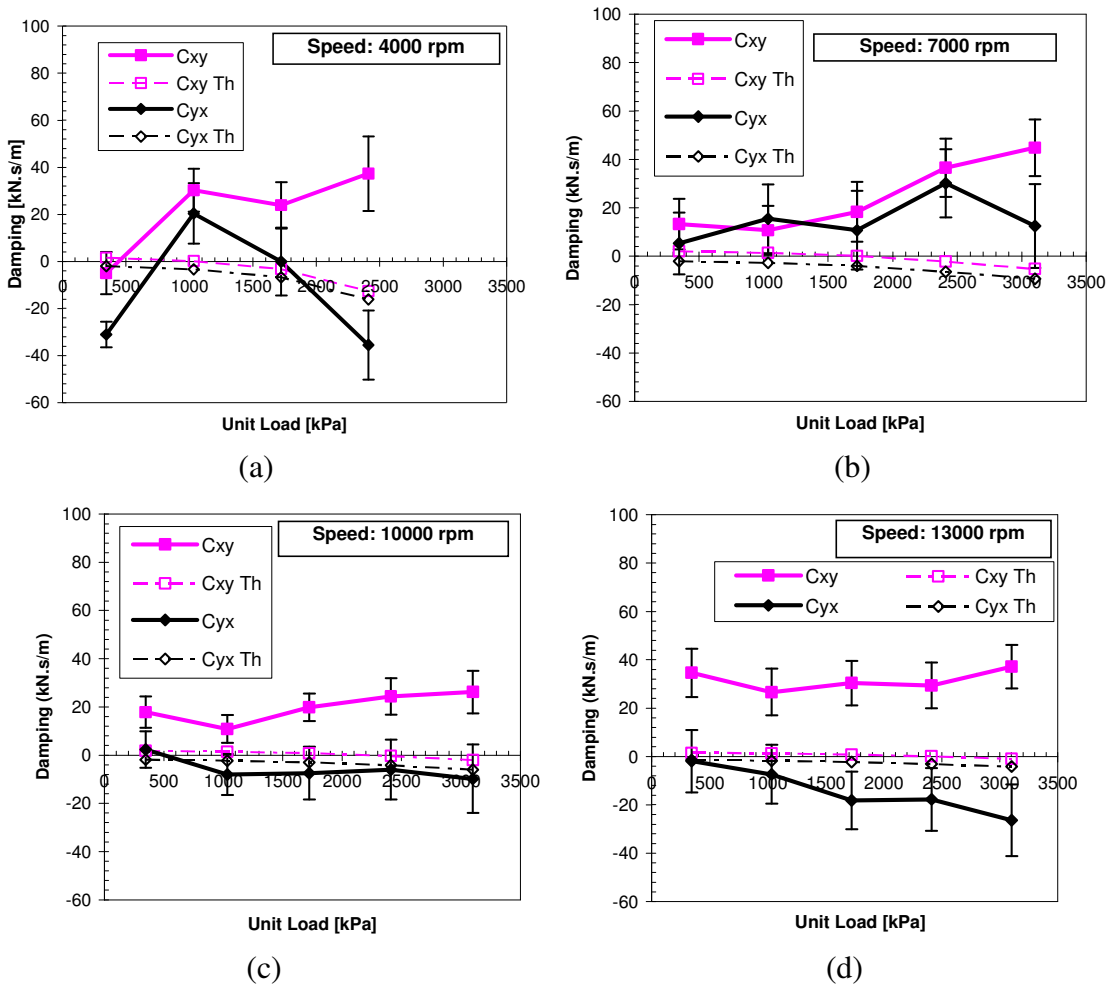 Speed: 4000 rpm
Cxy
Cxy Th
Cyx
Cyx Th
Damping [kN.s/m]
100
80
60
40
20
0
-20
-40
-60
0 500 1000 1500 2000 2500 3000 3500
Unit Load [kPa]
(a)
Speed: 7000 rpm
Cxy
Cxy Th
Cyx
Cyx Th
Damping (kN.s/m)
100
80
60
40
20
0
-20
-40
-60
0 500 1000 1500 2000 2500 3000 3500
Unit Load [kPa]
(b)
Speed: 10000 rpm
Cxy
Cxy Th
Cyx
Cyx Th
Damping (kN.s/m)
100
80
60
40
20
0
-20
-40
-60
0 500 1000 1500 2000 2500 3000 3500
Unit Load [kPa]
(c)
Speed: 13000 rpm
Cxy Cxy Th
Cyx Cyx Th
Damping (kN.s/m)
100
80
60
40
20
0
-20
-40
-60
0 500 1000 1500 2000 2500 3000 3500
Unit Load [kPa]
(d)